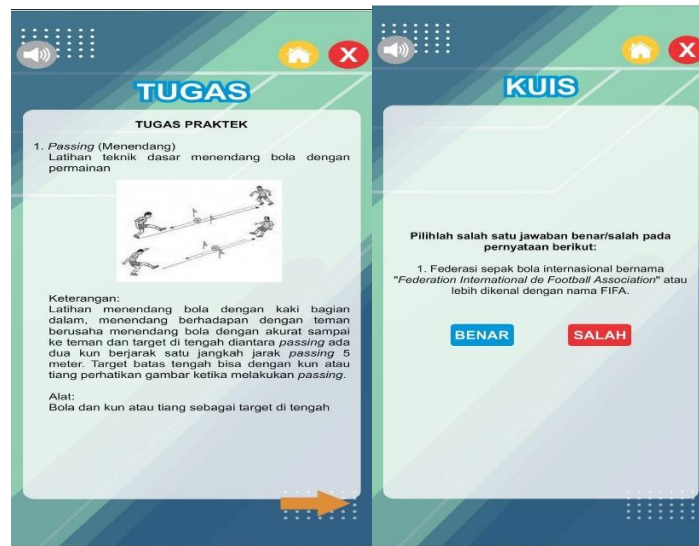 X
TUGAS
TUGAS PRAKTEK
1. Passing (Menendang)
Latihan teknik dasar menendang bola dengan
permainan
Keterangan:
Latihan menendang bola dengan kaki bagian
dalam, menendang berhadapan dengan teman
berusaha menendang bola dengan akurat sampai
ke teman dan target di tengah diantara passing ada
dua kun berjarak satu jangkah jarak passing 5
meter. Target batas tengah bisa dengan kun atau
tiang perhatikan gambar ketika melakukan passing.
Alat:
Bola dan kun atau tiang sebagai target di tengah
X
KUIS
Pilihlah salah satu jawaban benar/salah pada
pernyataan berikut:
1. Federasi sepak bola internasional bernama
"Federation International de Football Association" atau
lebih dikenal dengan nama FIFA.
BENAR
SALAH